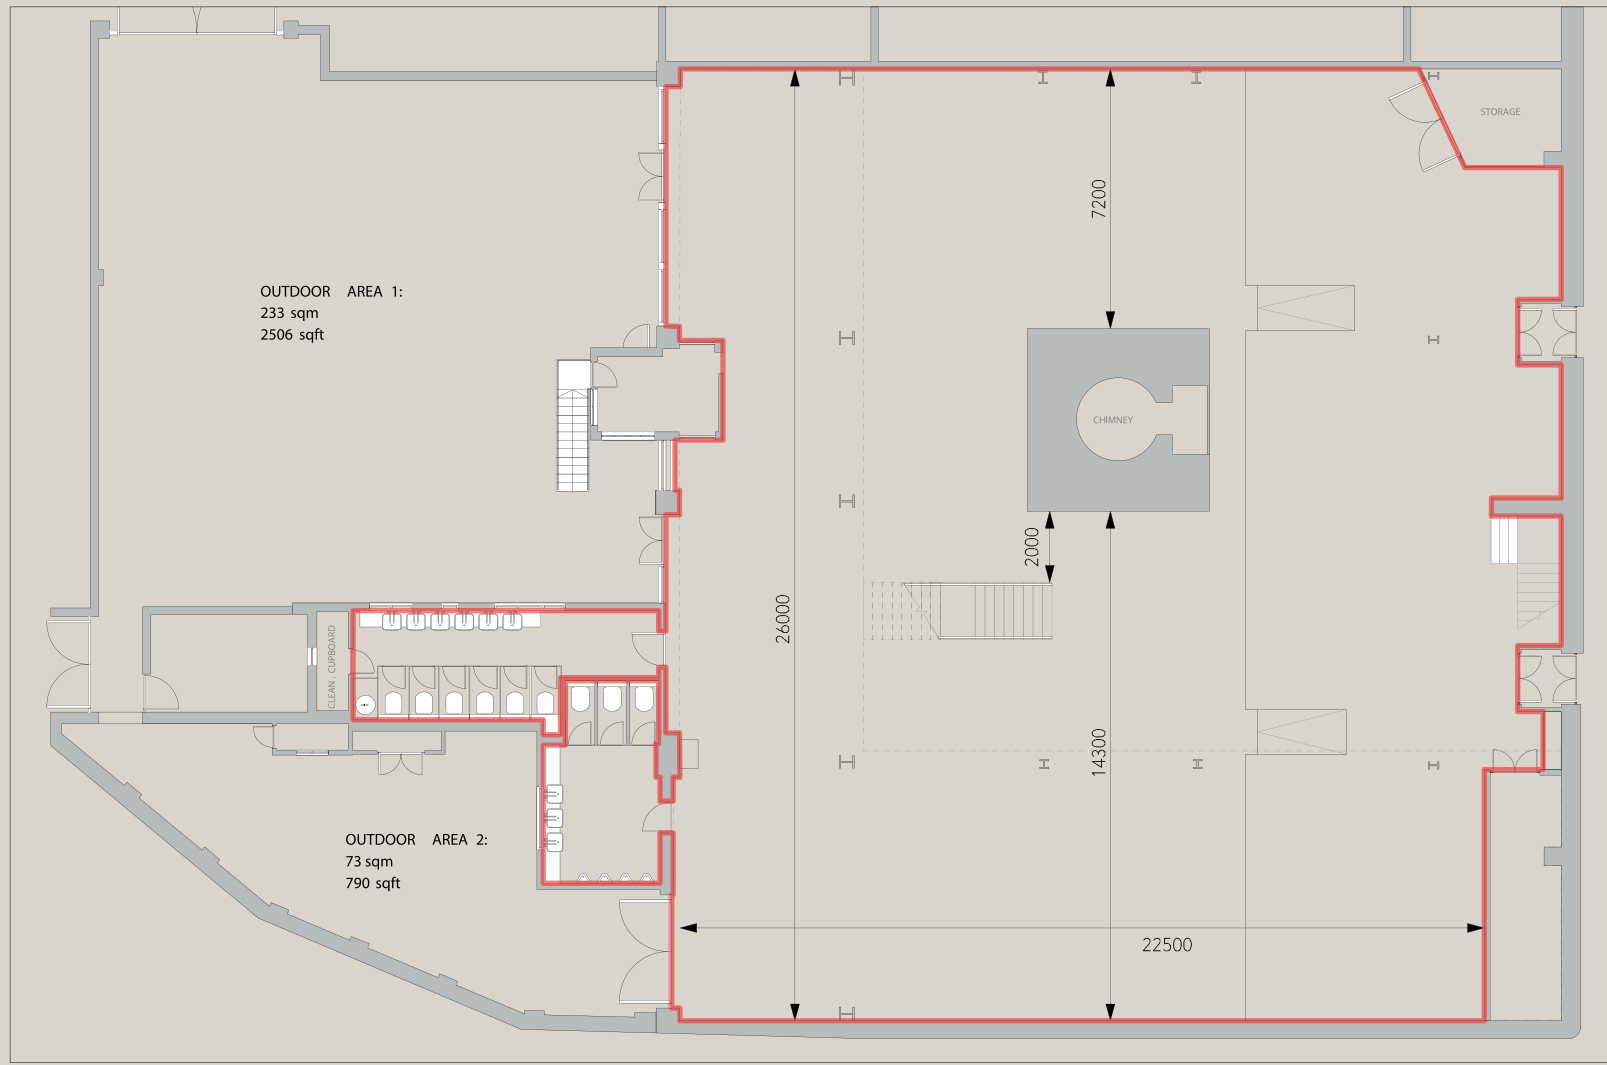 STORAGE
7200
OUTDOOR AREA 1:
233 sqm
2506 sqft
CHIMNEY
2000
26000
CLEAN . CUPBOARD
14300
OUTDOOR AREA 2:
73 sqm
790 sqft
22500